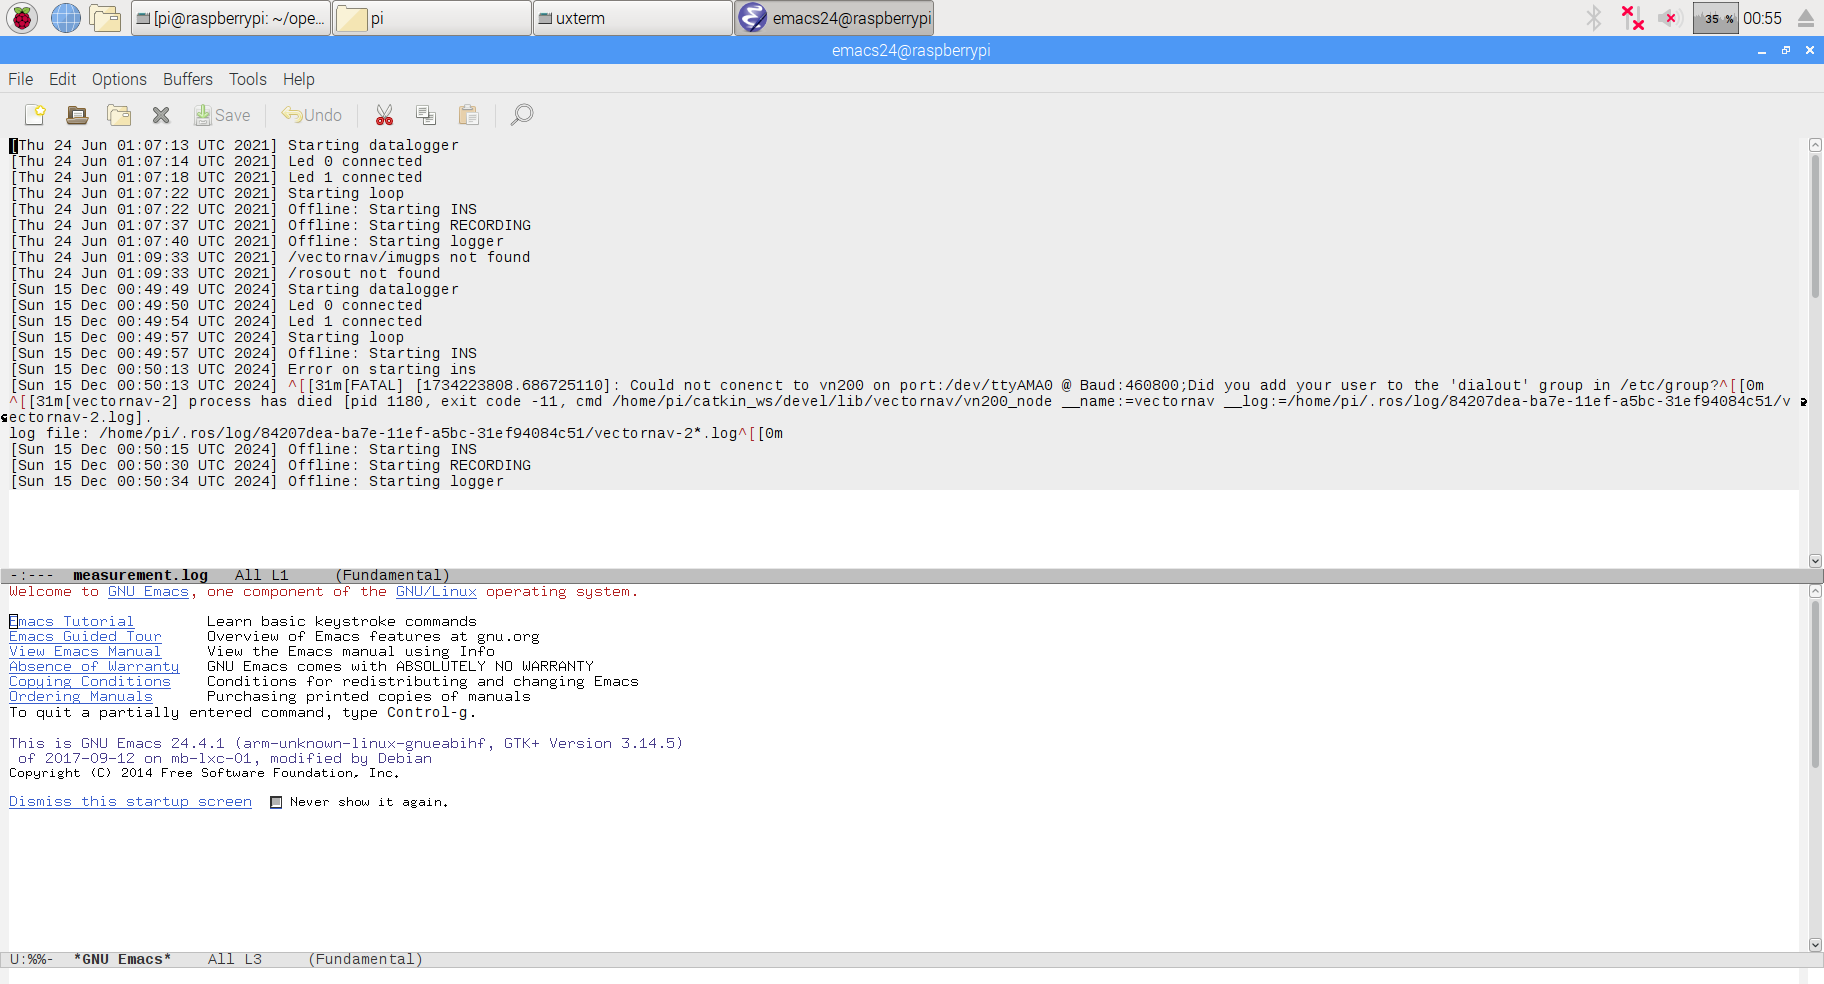 [pi@raspberrypi: ~/ope...
pi
uxterm
emacs24@raspberrypi
35 %
00:55
emacs24@raspberrypi
File Edit Options Buffers Tools Help
Save
Undo
[Thu 24 Jun 01:07:13 UTC 2021] Starting datalogger
[Thu 24 Jun 01:07:14 UTC 2021] Led 0 connected
[Thu 24 Jun 01:07:18 UTC 2021] Led 1 connected
[Thu 24 Jun 01:07:22 UTC 2021] Starting loop
[Thu 24 Jun 01:07:22 UTC 2021] Offline: Starting INS
[Thu 24 Jun 01:07:37 UTC 2021] Offline: Starting RECORDING
[Thu 24 Jun 01:07:40 UTC 2021] Offline: Starting logger
[Thu 24 Jun 01:09:33 UTC 2021] /vectornav/imugps not found
[Thu 24 Jun 01:09:33 UTC 2021] /rosout not found
[Sun 15 Dec 00:49:49 UTC 2024] Starting datalogger
[Sun 15 Dec 00:49:50 UTC 2024] Led 0 connected
[Sun 15 Dec 00:49:54 UTC 2024] Led 1 connected
[Sun 15 Dec 00:49:57 UTC 2024] Starting loop
[Sun 15 Dec 00:49:57 UTC 2024] Offline: Starting INS
[Sun 15 Dec 00:50:13 UTC 2024] Error on starting ins
[Sun 15 Dec 00:50:13 UTC 2024] ^[[31m[FATAL] [1734223808.686725110]: Could not conenct to vn200 on port:/dev/ttyAMA0 @ Baud:460800;Did you add your user to the 'dialout' group in /etc/group?^[[0m
^[[31m[vectornav-2] process has died [pid 1180, exit code -11, cmd /home/pi/catkin_ws/devel/lib/vectornav/vn200_node __name:=vectornav __log:=/home/pi/.ros/log/84207dea-ba7e-11ef-a5bc-31ef94084c51/v
ectornav-2.log].
log file: /home/pi/.ros/log/84207dea-ba7e-11ef-a5bc-31ef94084c51/vectornav-2*.log^[[0m
[Sun 15 Dec 00:50:15 UTC 2024] Offline: Starting INS
[Sun 15 Dec 00:50:30 UTC 2024] Offline: Starting RECORDING
[Sun 15 Dec 00:50:34 UTC 2024] Offline: Starting logger
-:--- measurement.log All L1 (Fundamental)
Welcome to GNU Emacs, one component of the GNU/Linux operating system.
Emacs Tutorial Learn basic keystroke commands
Emacs Guided Tour Overview of Emacs features at gnu.org
View Emacs Manual View the Emacs manual using Info
Absence of Warranty GNU Emacs comes with ABSOLUTELY NO WARRANTY
Copying Conditions Conditions for redistributing and changing Emacs
Ordering Manuals Purchasing printed copies of manuals
To quit a partially entered command, type Control-g.
This is GNU Emacs 24.4.1 (arm-unknown-linux-gnueabihf, GTK+ Version 3.14.5)
of 2017-09-12 on mb-lxc-01, modified by Debian
Copyright (C) 2014 Free Software Foundation, Inc.
Dismiss this startup screen Never show it again.
U:%%- *GNU Emacs* All L3 (Fundamental)